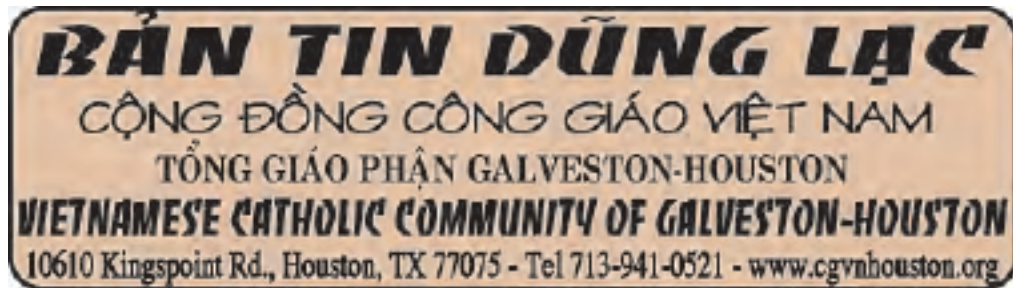 BẢN TIN DŨNG LẠC
CỘNG ĐỒNG CÔNG GIÁO VIỆT NAM
TỔNG GIÁO PHẬN GALVESTON-HOUSTON
VIETNAMESE CATHOLIC COMMUNITY OF GALVESTON-HOUSTON
10610 Kingspoint Rd., Houston, TX 77075 - Tel 713-941-0521 - www.cgvnhouston.org